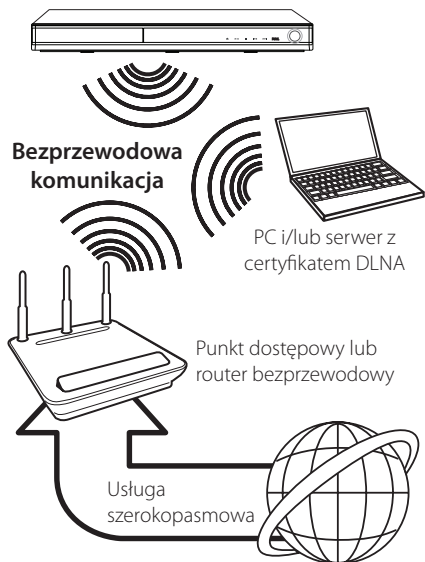 Bezprzewodowa
komunikacja
PC i/lub serwer z
certyfikatem DLNA
Punkt dostępowy lub
router bezprzewodowy
Usługa
szerokopasmowa